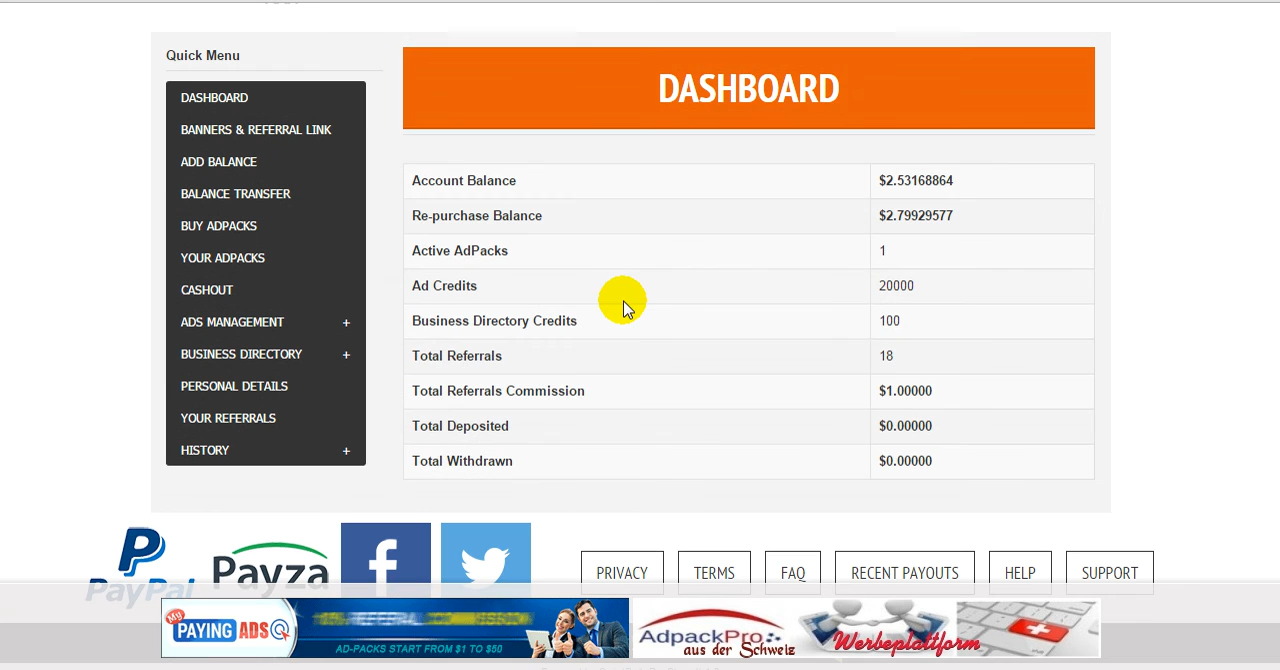 Quick Menu
DASHBOARD
BANNERS & REFERRAL LINK
ADD BALANCE
BALANCE TRANSFER
BUY ADPACKS
YOUR ADPACKS
CASHOUT
ADS MANAGEMENT +
BUSINESS DIRECTORY +
PERSONAL DETAILS
YOUR REFERRALS
HISTORY +
DASHBOARD
Account Balance $2.53168864
Re-purchase Balance $2.79929577
Active AdPacks 1
Ad Credits 20000
Business Directory Credits 100
Total Referrals 18
Total Referrals Commission $1.00000
Total Deposited $0.00000
Total Withdrawn $0.00000
PayPal
Payza
PRIVACY
TERMS
FAQ
RECENT PAYOUTS
HELP
SUPPORT
My
PAYING ADS
AD-PACKS START FROM $1 TO $50
AdpackPro
aus der Schweiz
Werbeplattform